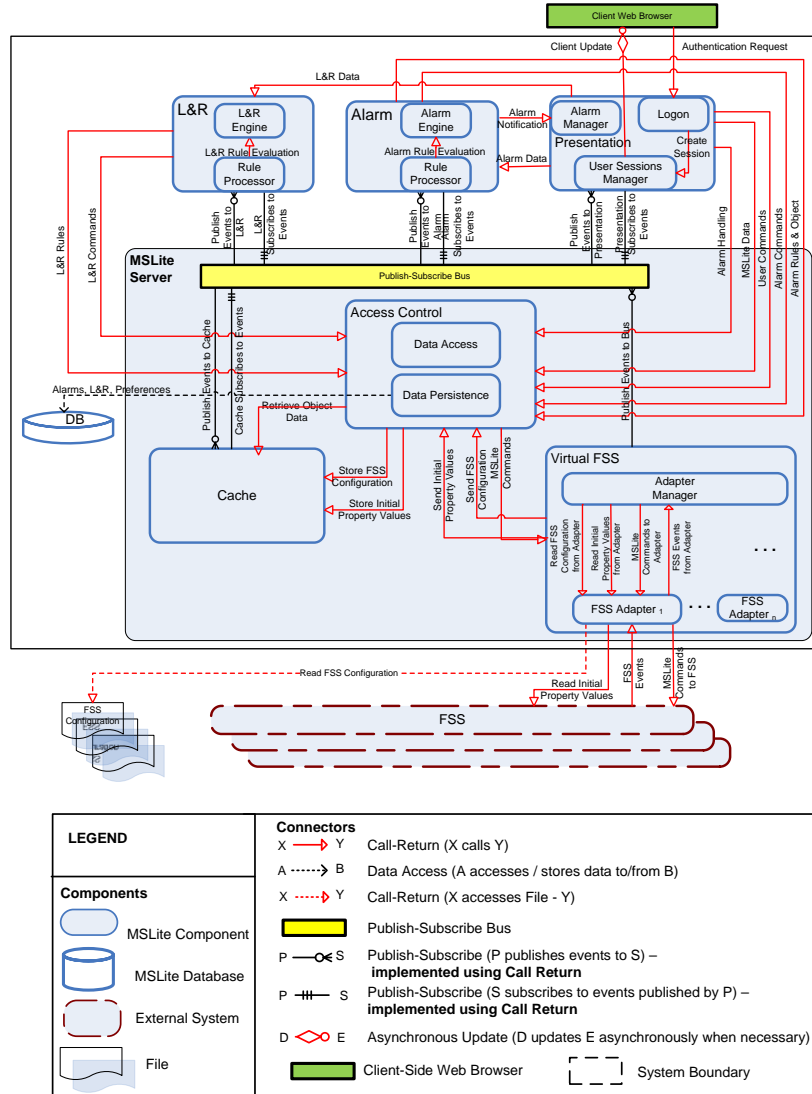 Client Web Browser
Client Update
Authentication Request
L&R Data
L&R
L&R
Engine
L&R Rule Evaluation
Rule
Processor
Alarm
Alarm
Engine
Alarm Rule Evaluation
Rule
Processor
Alarm
Notification
Alarm Data
Alarm
Manager
Presentation
Logon
Create
Session
User Sessions
Manager
L&R Rules
L&R Commands
Publish
Events to
L&R
L&R
Subscribes to
Events
Publish
Events to
Alarm
Alarm
Subscribes to
Events
Publish
Events to
Presentation
Presentation
Subscribes to
Events
Alarm Handling
MSLite Data
User Commands
Alarm Commands
Alarm Rules & Object
MSLite
Server
Publish-Subscribe Bus
Publish Events to Cache
Cache Subscribes to Events
Publish Events to Bus
Access Control
Data Access
Data Persistence
Alarms, L&R, Preferences
DB
Retrieve Object
Data
Cache
Store FSS
Configuration
Store Initial
Property Values
Send Initial
Property Values
Send FSS
Configuration
MSLite
Commands
Virtual FSS
Adapter
Manager
Read FSS
Configuration
from Adapter
Read Initial
Property Values
from Adapter
MSLite
Commands to
Adapter
FSS Events
from Adapter
. . .
FSS Adapter 1
. . .
FSS
Adapter n
Read FSS Configuration
Read Initial
Property Values
FSS
Events
MSLite
Commands
to FSS
FSS
Configuration
FSS
LEGEND
Components
MSLite Component
MSLite Database
External System
File
Connectors
X Y Call-Return (X calls Y)
A B Data Access (A accesses / stores data to/from B)
X Y Call-Return (X accesses File - Y)
Publish-Subscribe Bus
P S Publish-Subscribe (P publishes events to S) –
implemented using Call Return
P S Publish-Subscribe (S subscribes to events published by P) –
implemented using Call Return
D E Asynchronous Update (D updates E asynchronously when necessary)
Client-Side Web Browser
System Boundary